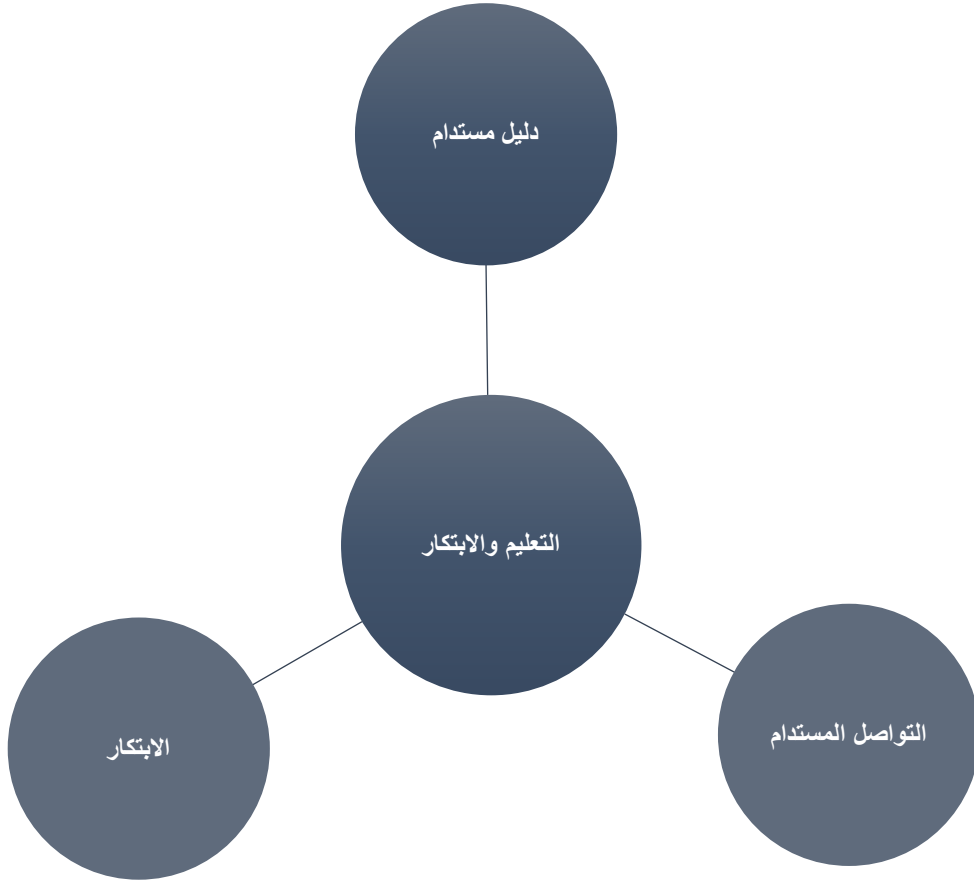 دليل مستدام
التعليم والابتكار
التواصل المستدام
الابتكار